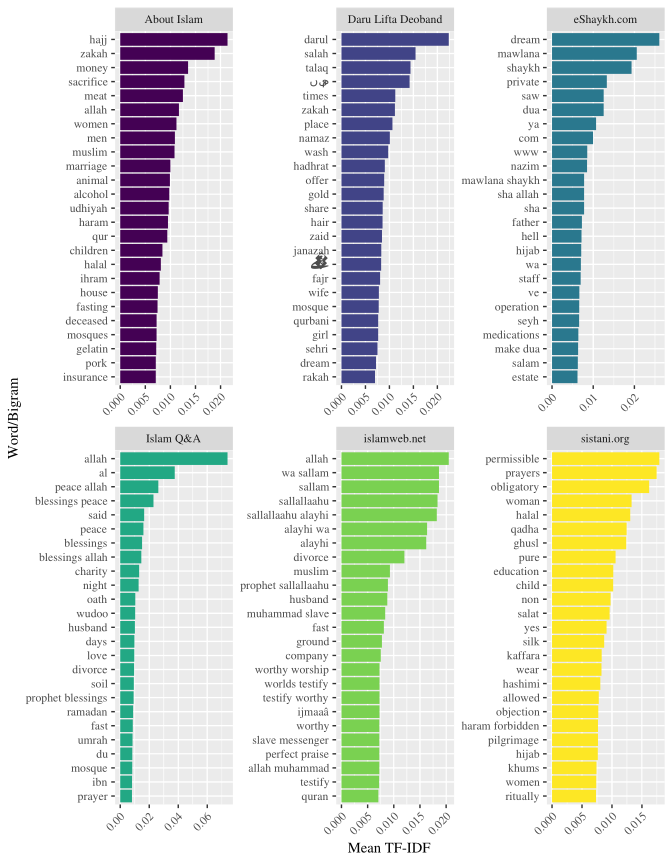 About Islam
hajj
zakah
money
sacrifice
meat
allah
women
men
muslim
marriage
animal
alcohol
udhiyah
haram
qur
children
halal
ihram
house
fasting
deceased
mosques
gelatin
pork
insurance
0.000 0.005 0.010 0.015 0.020
Daru Lifta Deoband
darul
salah
talaq
times
zakah
place
namaz
wash
hadhrat
offer
gold
share
hair
zaid
janazah
fajr
wife
mosque
qurbani
girl
sehri
dream
rakah
0.000 0.005 0.010 0.015 0.020
eShaykh.com
dream
mawlana
shaykh
private
saw
dua
ya
com
www
nazim
mawlana shaykh
sha allah
sha
father
hell
hijab
wa
staff
ve
operation
seyh
medications
make dua
salam
estate
0.00 0.01 0.02
Word/Bigram
Islam Q&A
allah
al
peace allah
blessings peace
said
peace
blessings
blessings allah
charity
night
oath
wudoo
husband
days
love
divorce
soil
prophet blessings
ramadan
fast
umrah
du
mosque
ibn
prayer
0.00 0.02 0.04 0.06
islamweb.net
allah
wa sallam
sallam
sallallaahu
sallallaahu alayhi
alayhi wa
alayhi
divorce
muslim
prophet sallallaahu
husband
muhammad slave
fast
ground
company
worthy worship
worlds testify
testify worthy
ijmaaâ
worthy
slave messenger
perfect praise
allah muhammad
testify
quran
0.000 0.005 0.010 0.015 0.020
sistani.org
permissible
prayers
obligatory
woman
halal
qadha
ghusl
pure
education
child
non
salat
yes
silk
kaffara
wear
hashimi
allowed
objection
haram forbidden
pilgrimage
hijab
khums
women
ritually
0.000 0.005 0.010 0.015
Mean TF-IDF